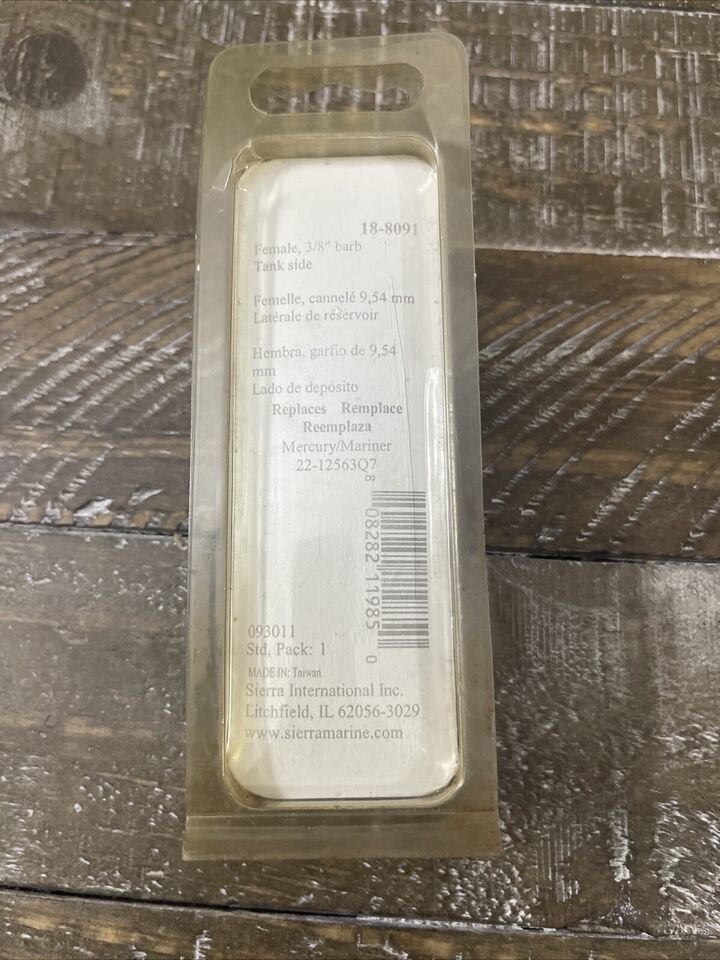 18-8091
Female, 3/8" barb
Tank side
Femelle, cannelé 9,54 mm
Latérale de réservoir
Hembra, garfio de 9,54
mm
Lado de depósito
Replaces Remplace
Reemplaza
Mercury/Mariner
22-12563Q7
8 08282 11985 0
093011
Std. Pack: 1
MADE IN: Taiwan
Sierra International Inc.
Litchfield, IL 62056-3029
www.sierramarine.com